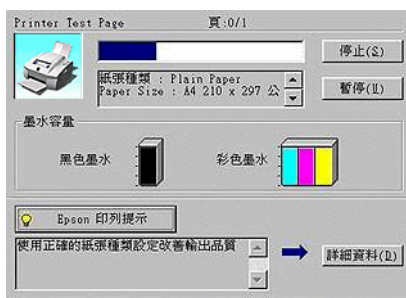 Printer Test Page 頁:0/1
停止(S)
紙張種類 : Plain Paper
Paper Size : A4 210 x 297 公
暫停(U)
墨水容量
黑色墨水
彩色墨水
Epson 印列提示
使用正確的紙張種類設定改善輸出品質
詳細資料(D)